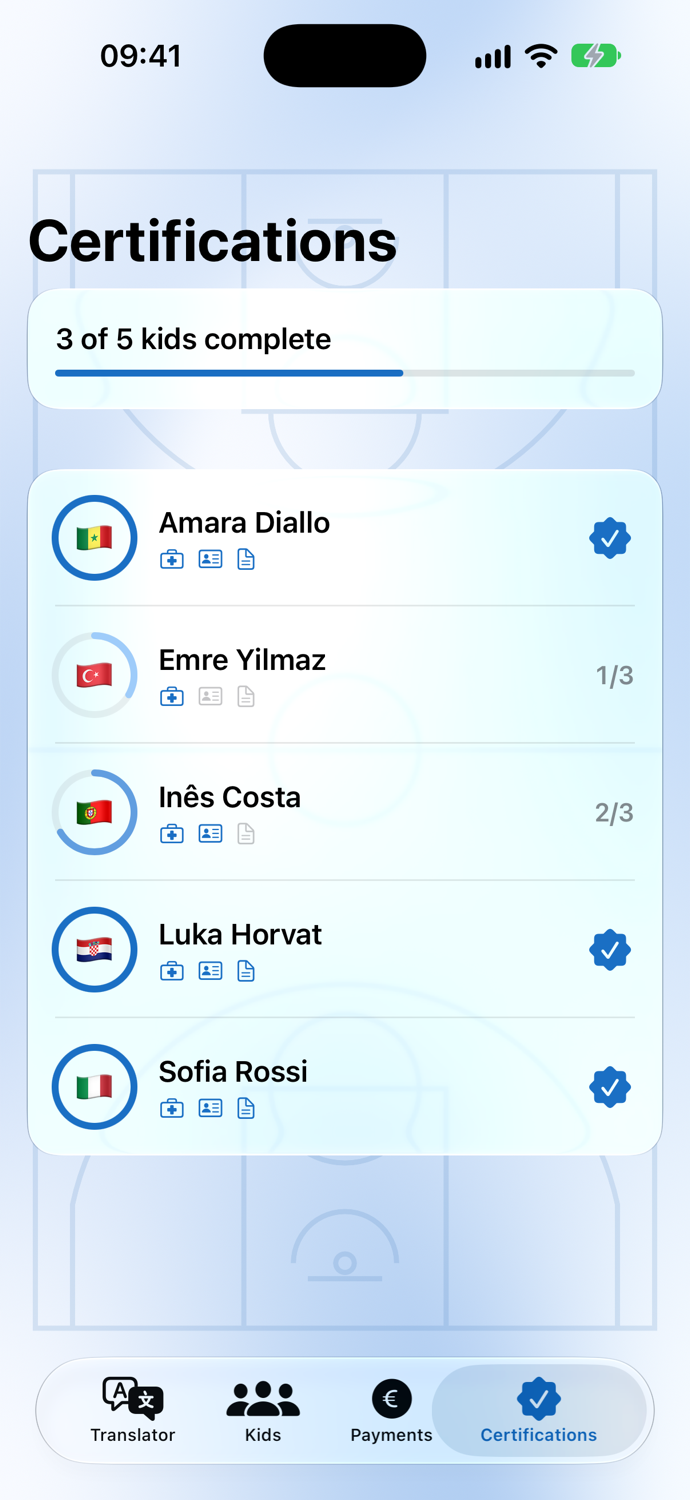 09:41
Certifications
3 of 5 kids complete
Amara Diallo
Emre Yilmaz
1/3
Inês Costa
2/3
Luka Horvat
Sofia Rossi
A 文
€
Translator
Kids
Payments
Certifications